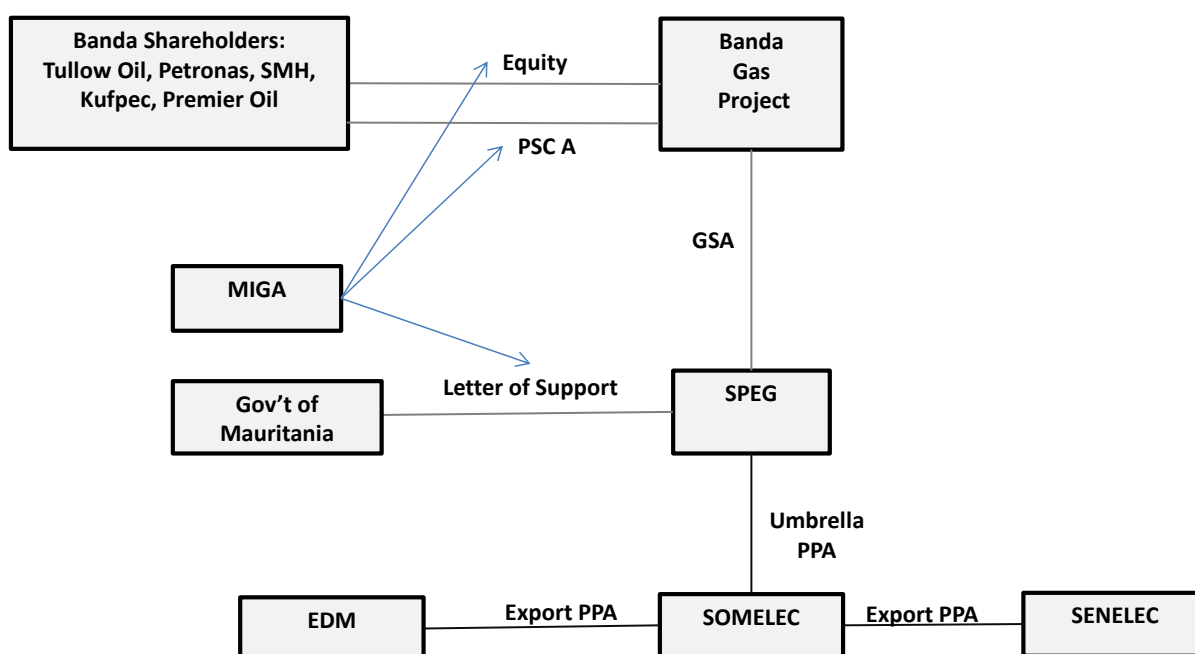 Banda Shareholders:
Tullow Oil, Petronas, SMH,
Kufpec, Premier Oil
Equity
Banda
Gas
Project
PSC A
GSA
MIGA
Letter of Support
Gov’t of
Mauritania
SPEG
Umbrella
PPA
EDM
Export PPA
SOMELEC
Export PPA
SENELEC